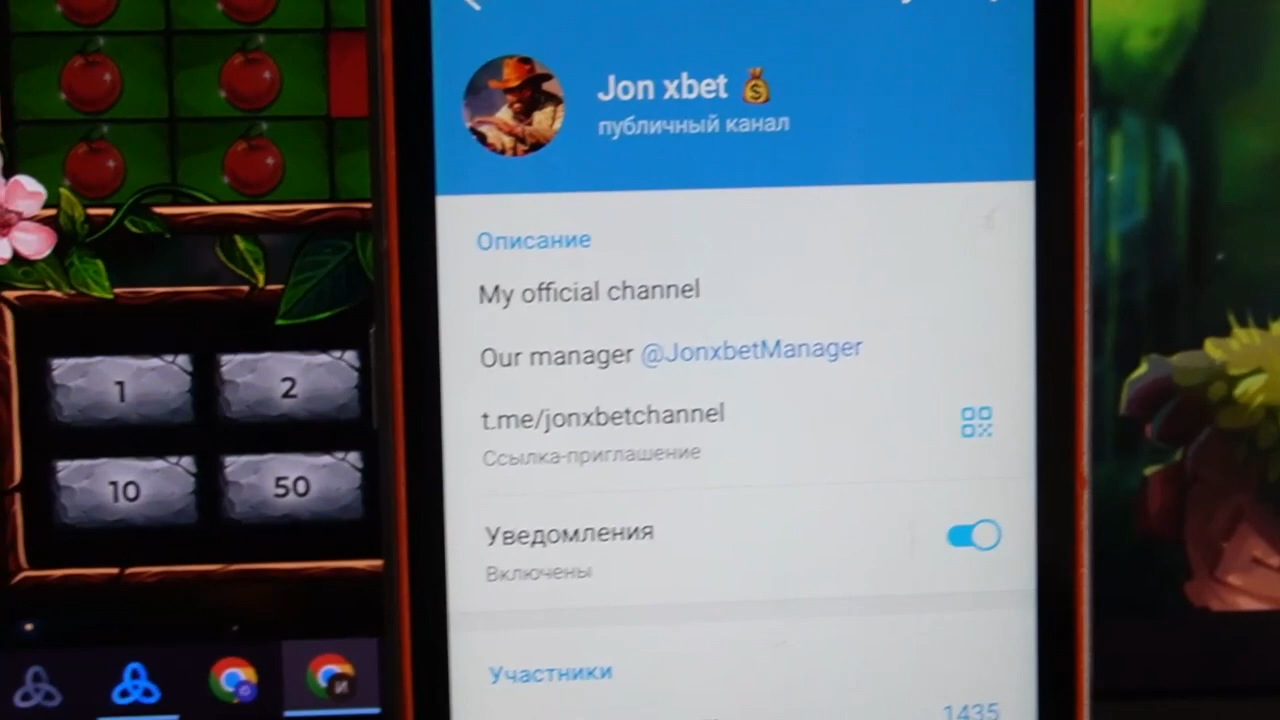 Jon xbet
публичный канал
Описание
My official channel
Our manager @JonxbetManager
t.me/jonxbetchannel
Ссылка-приглашение
Уведомления
Включены
Участники
1435
1
2
10
50